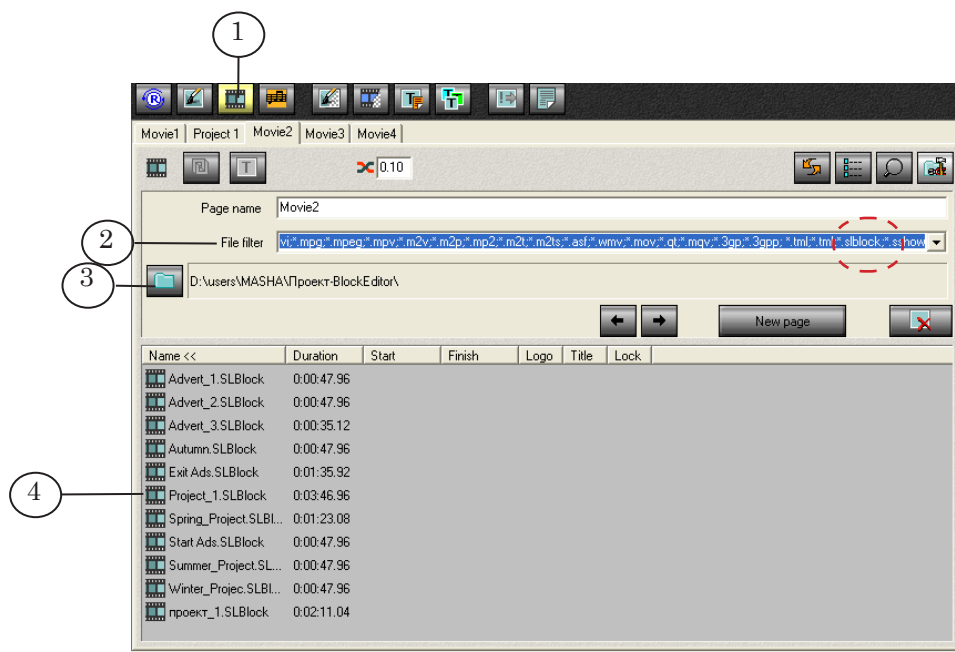 1
Movie1 Project 1 Movie2 Movie3 Movie4
0.10
Page name Movie2
2 File filter vi;*.mpg;*.mpeg;*.mpv;*.m2v;*.m2p;*.mp2;*.m2t;*.m2ts;*.asf;*.wmv;*.mov;*.qt;*.mqv;*.3gp;*.3gpp; *.tml;*.tml*.slblock;*.sshow
3 D:\users\MASHA\Проект-BlockEditor\
New page
Name << Duration Start Finish Logo Title Lock
Advert_1.SLBlock 0:00:47.96
Advert_2.SLBlock 0:00:47.96
Advert_3.SLBlock 0:00:35.12
Autumn.SLBlock 0:00:47.96
Exit Ads.SLBlock 0:01:35.92
4 Project_1.SLBlock 0:03:46.96
Spring_Project.SLBl... 0:01:23.08
Start Ads.SLBlock 0:00:47.96
Summer_Project.SL... 0:00:47.96
Winter_Projec.SLBl... 0:00:47.96
проект_1.SLBlock 0:02:11.04